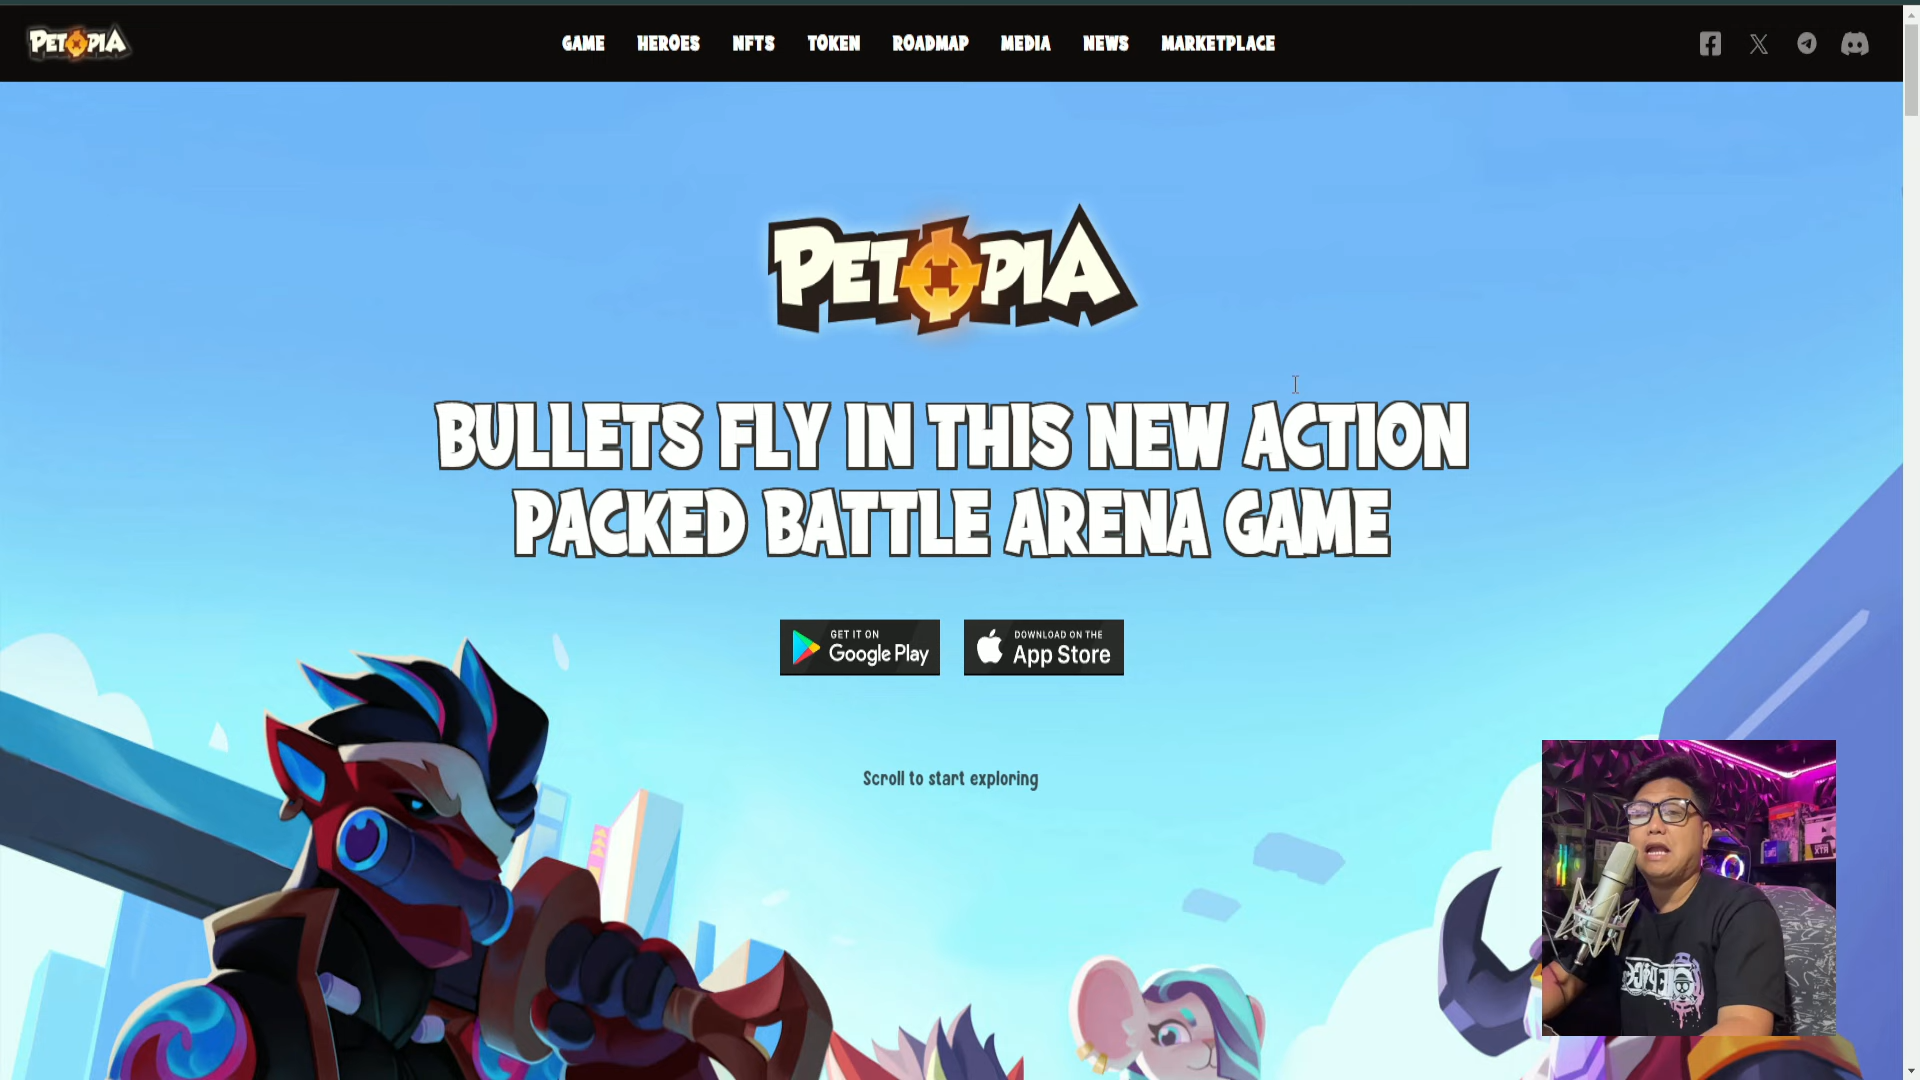 PETOPIA
GAME HEROES NFTS TOKEN ROADMAP MEDIA NEWS MARKETPLACE
PETOPIA
BULLETS FLY IN THIS NEW ACTION
PACKED BATTLE ARENA GAME
GET IT ON
Google Play
DOWNLOAD ON THE
App Store
Scroll to start exploring